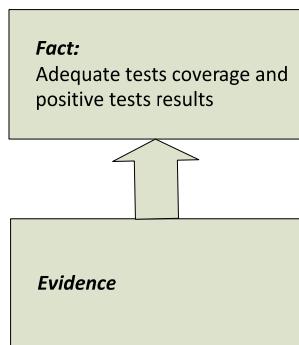 Fact:
Adequate tests coverage and
positive tests results
Evidence